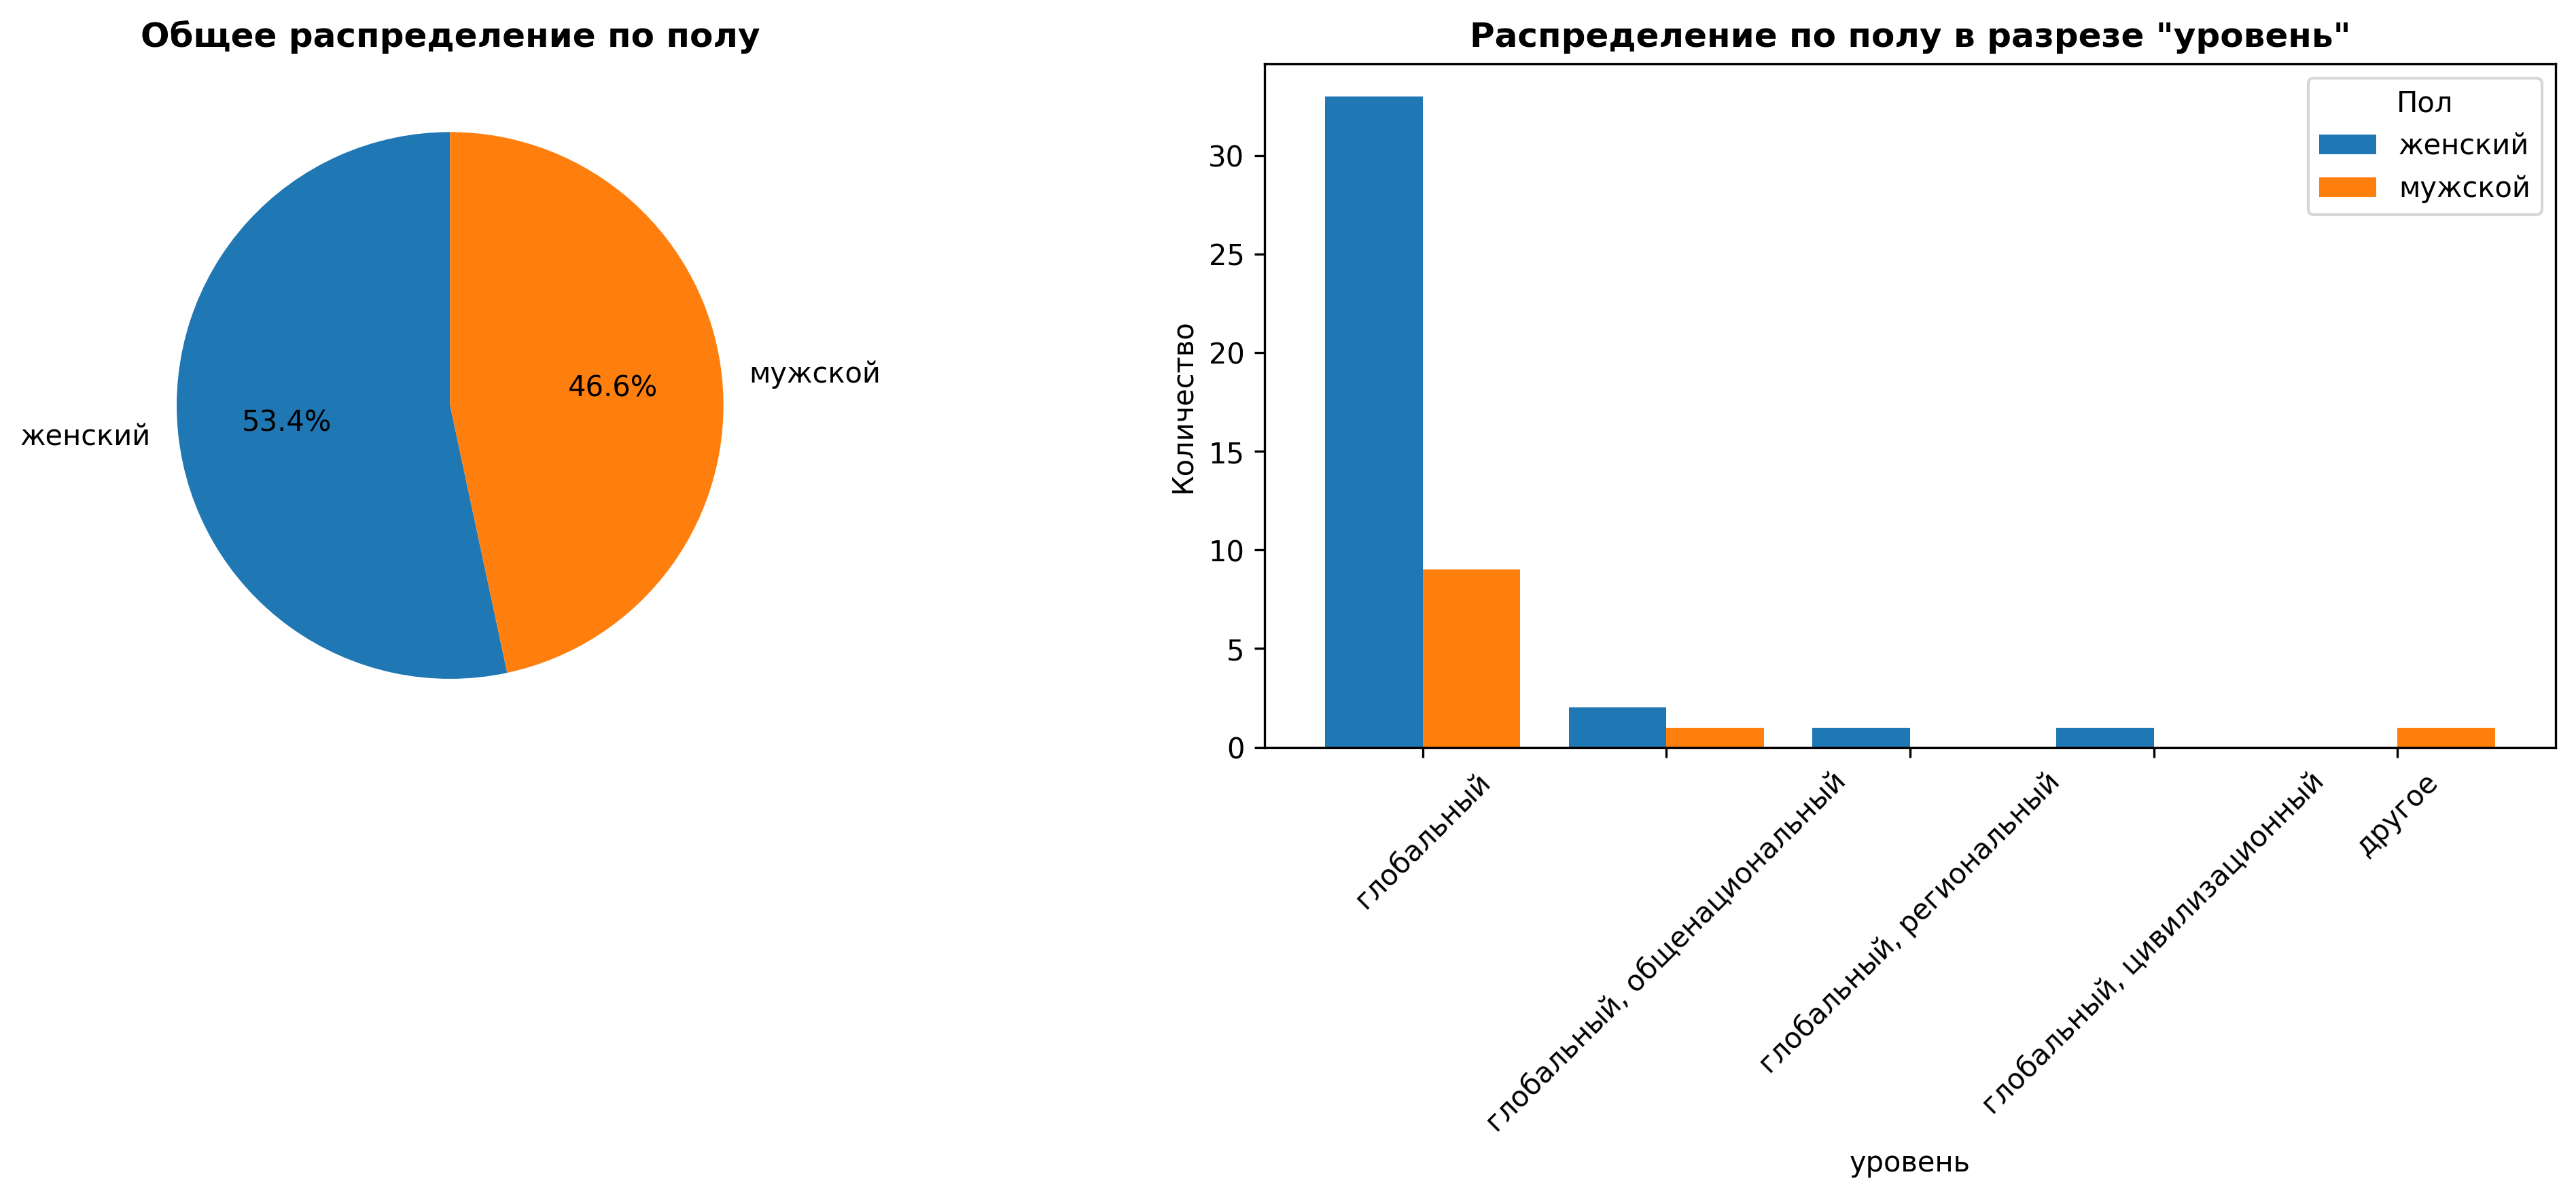 Общее распределение по полу
женский
53.4%
46.6%
мужской
Распределение по полу в разрезе "уровень"
Пол
женский
мужской
Количество
30
25
20
15
10
5
0
глобальный
глобальный, общенациональный
глобальный, региональный
глобальный, цивилизационный
другое
уровень